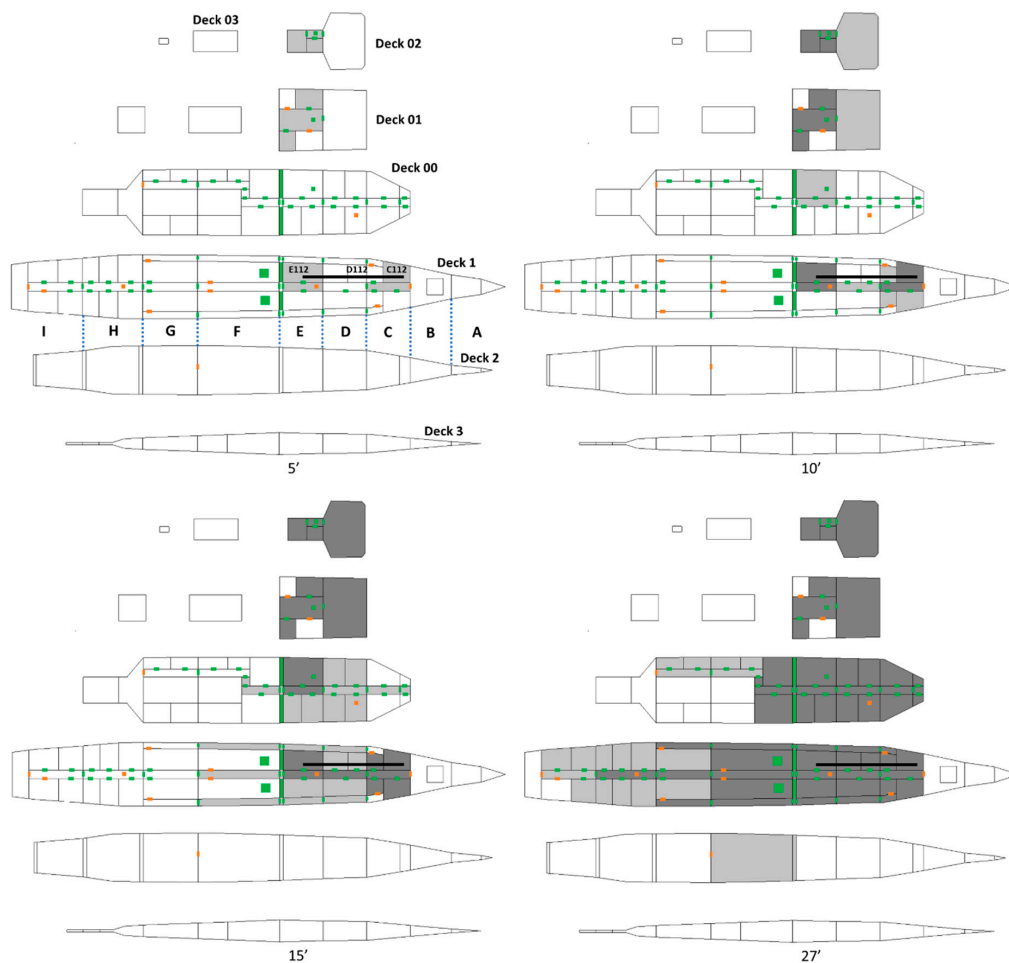 Deck 03
Deck 02
Deck 01
Deck 00
E112 D112 C112 Deck 1
I H G F E D C B A
Deck 2
Deck 3
5’ 10’
15’ 27’